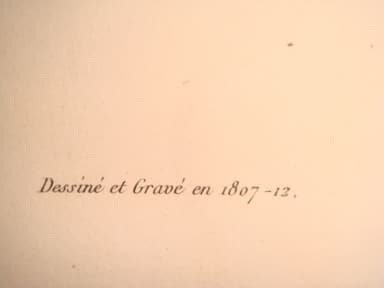 Dessiné et Gravé en 1807-12.